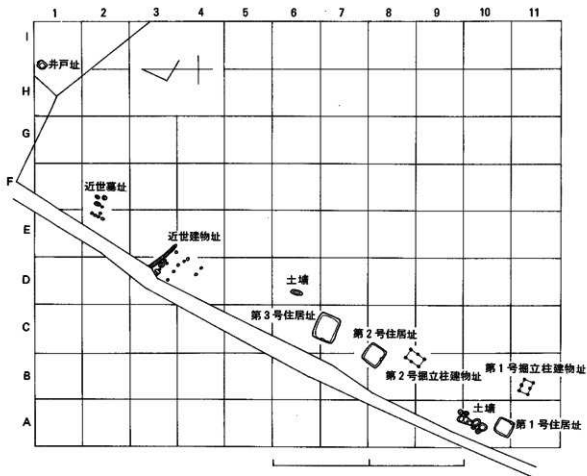 1 2 3 4 5 6 7 8 9 10 11
I
井戸址
H
G
F
近世墓址
E
近世建物址
D
土壙
第3号住居址
C
第2号住居址
第2号掘立柱建物址
第1号掘立柱建物址
B
土壙
A
第1号住居址